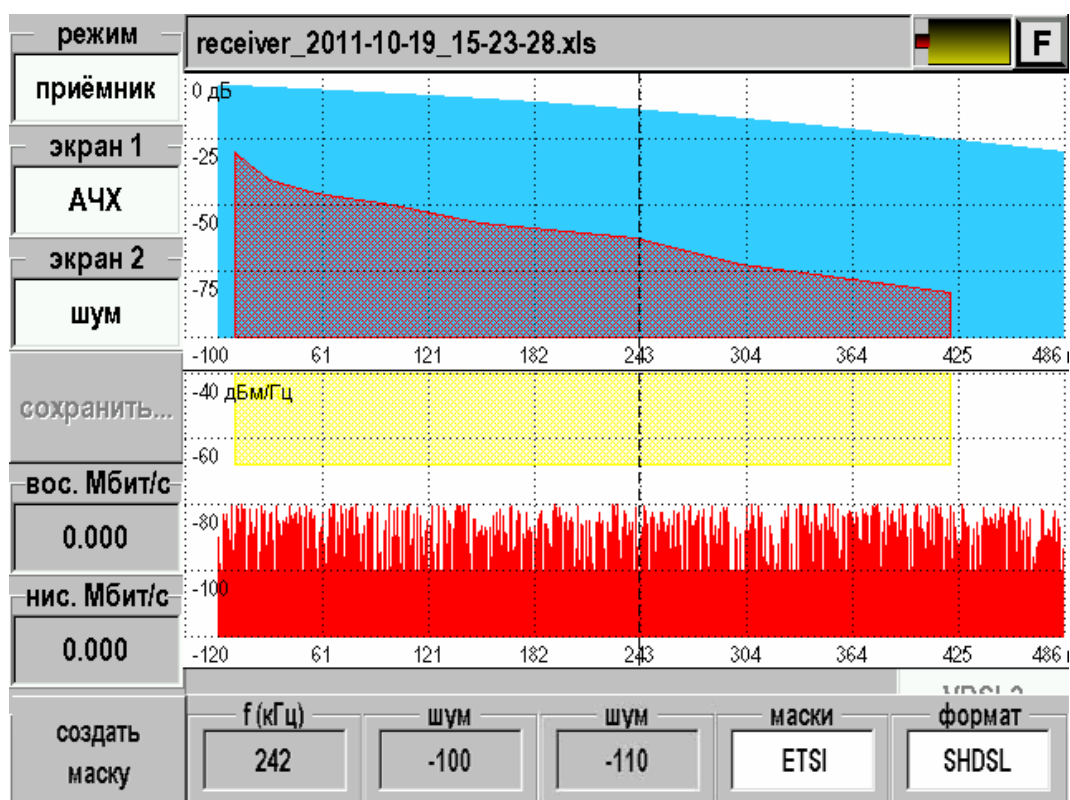 режим
приёмник
экран 1
АЧХ
экран 2
шум
сохранить...
вос. Мбит/с
0.000
нис. Мбит/с
0.000
создать
маску
receiver_2011-10-19_15-23-28.xls
F
0 дБ
-25
-50
-75
-100 61 121 182 243 304 364 425 486
-40 дБм/Гц
-60
-80
-100
-120 61 121 182 243 304 364 425 486
f (кГц)
242
шум
-100
шум
-110
маски
ETSI
формат
SHDSL